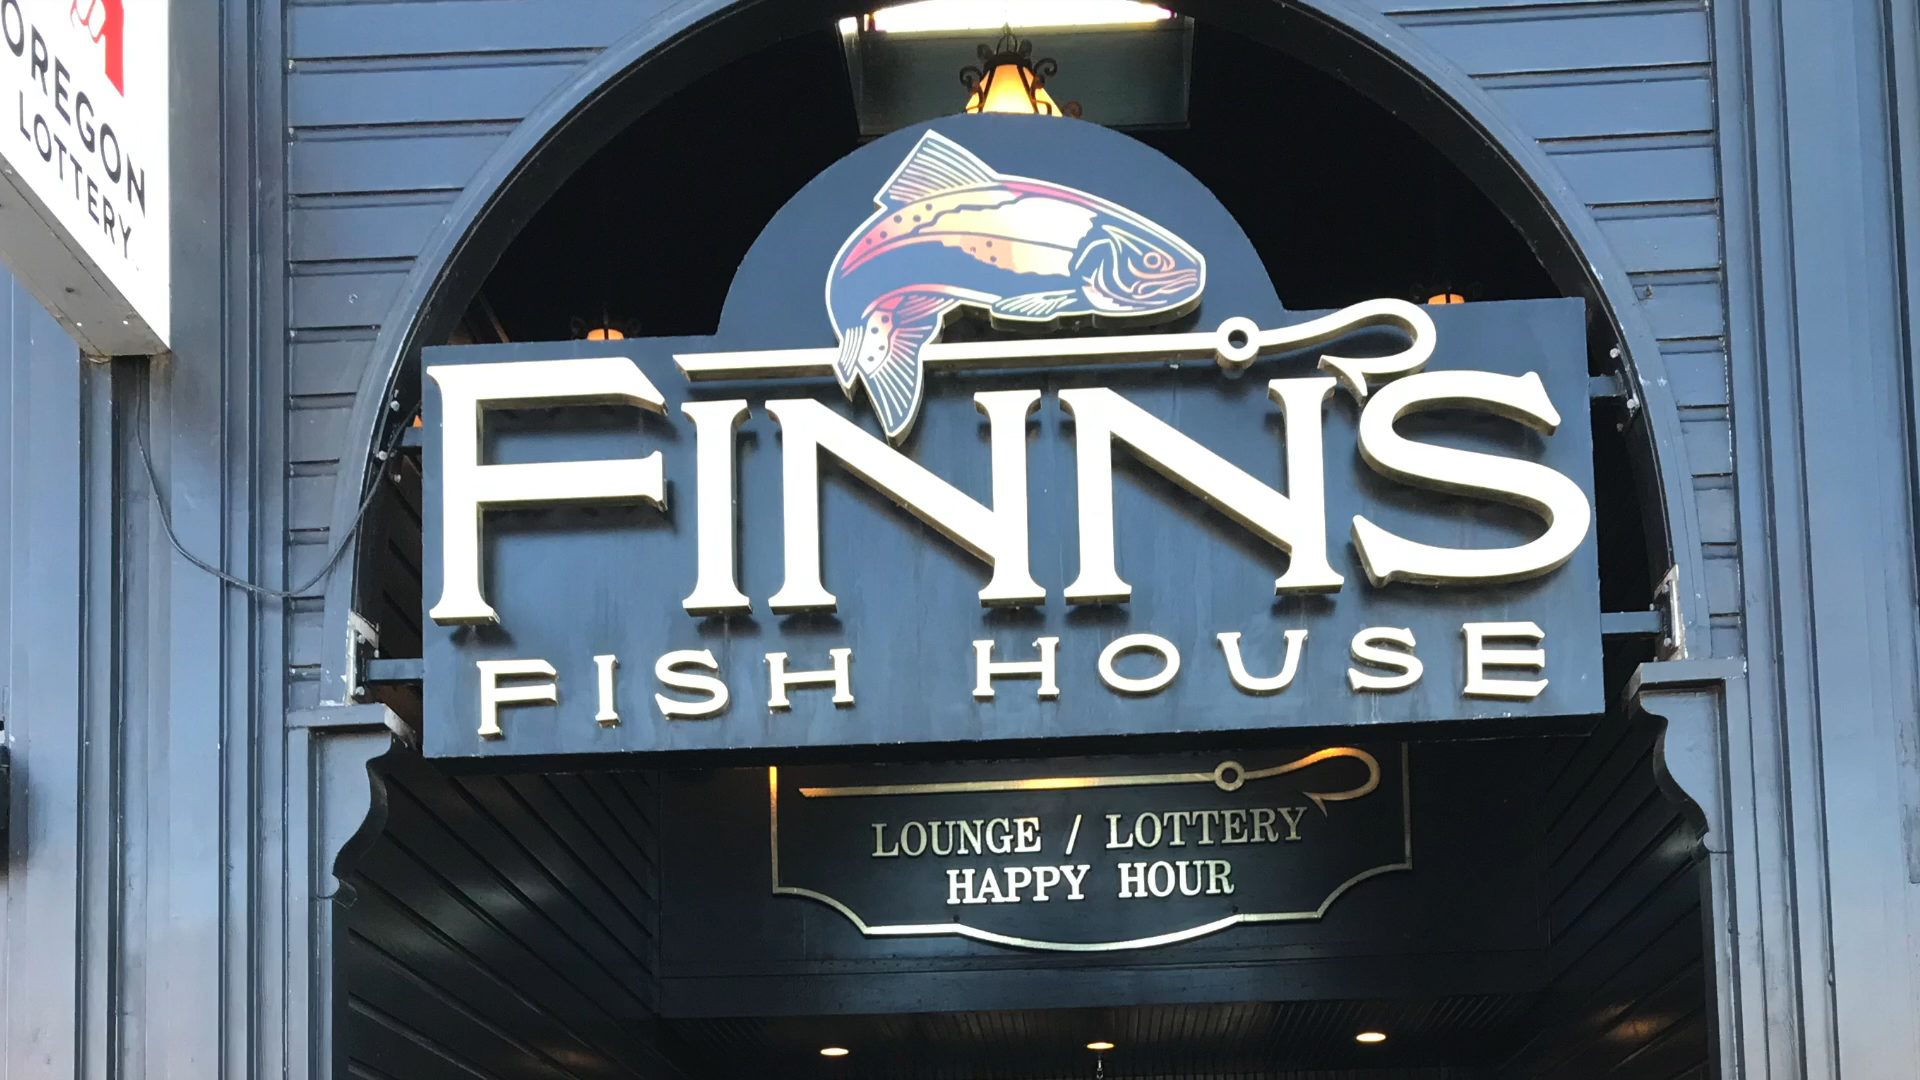 OREGON
LOTTERY
FINN'S
FISH HOUSE
LOUNGE / LOTTERY
HAPPY HOUR